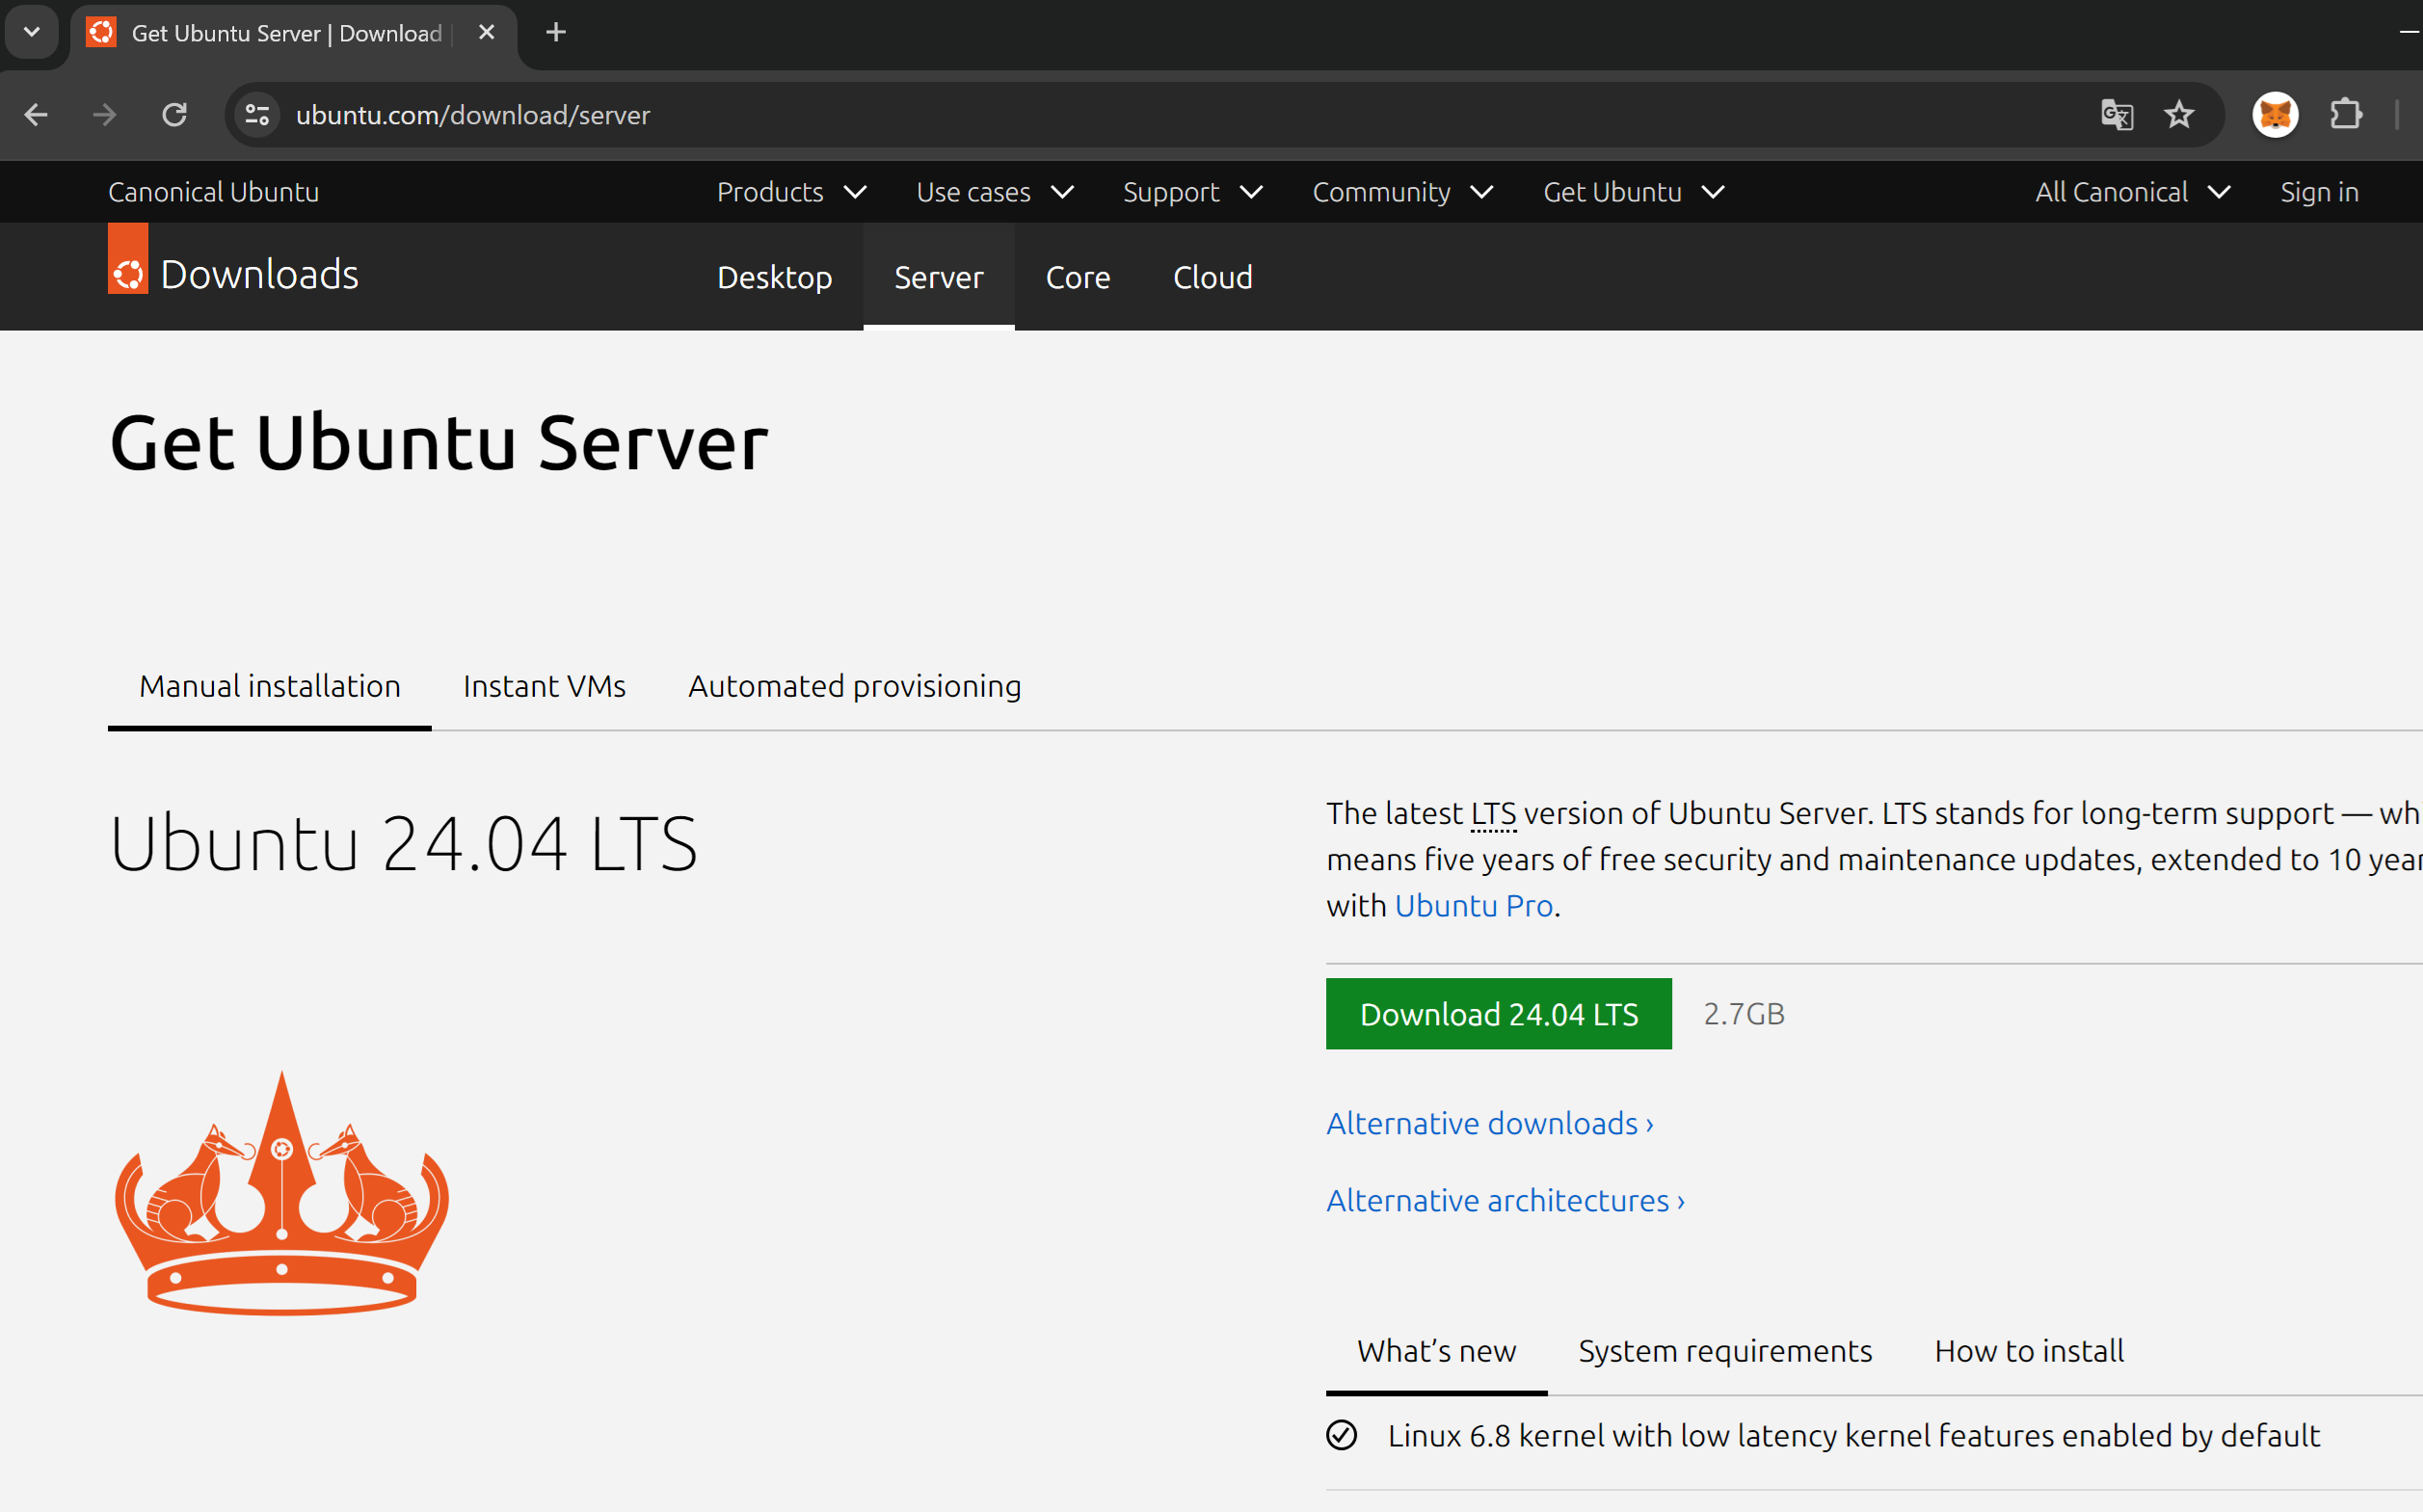 Get Ubuntu Server | Download
ubuntu.com/download/server
Canonical Ubuntu Products Use cases Support Community Get Ubuntu All Canonical Sign in
Downloads Desktop Server Core Cloud
Get Ubuntu Server
Manual installation Instant VMs Automated provisioning
Ubuntu 24.04 LTS
The latest LTS version of Ubuntu Server. LTS stands for long-term support — wh
means five years of free security and maintenance updates, extended to 10 year
with Ubuntu Pro.
Download 24.04 LTS 2.7GB
Alternative downloads ›
Alternative architectures ›
What’s new System requirements How to install
Linux 6.8 kernel with low latency kernel features enabled by default